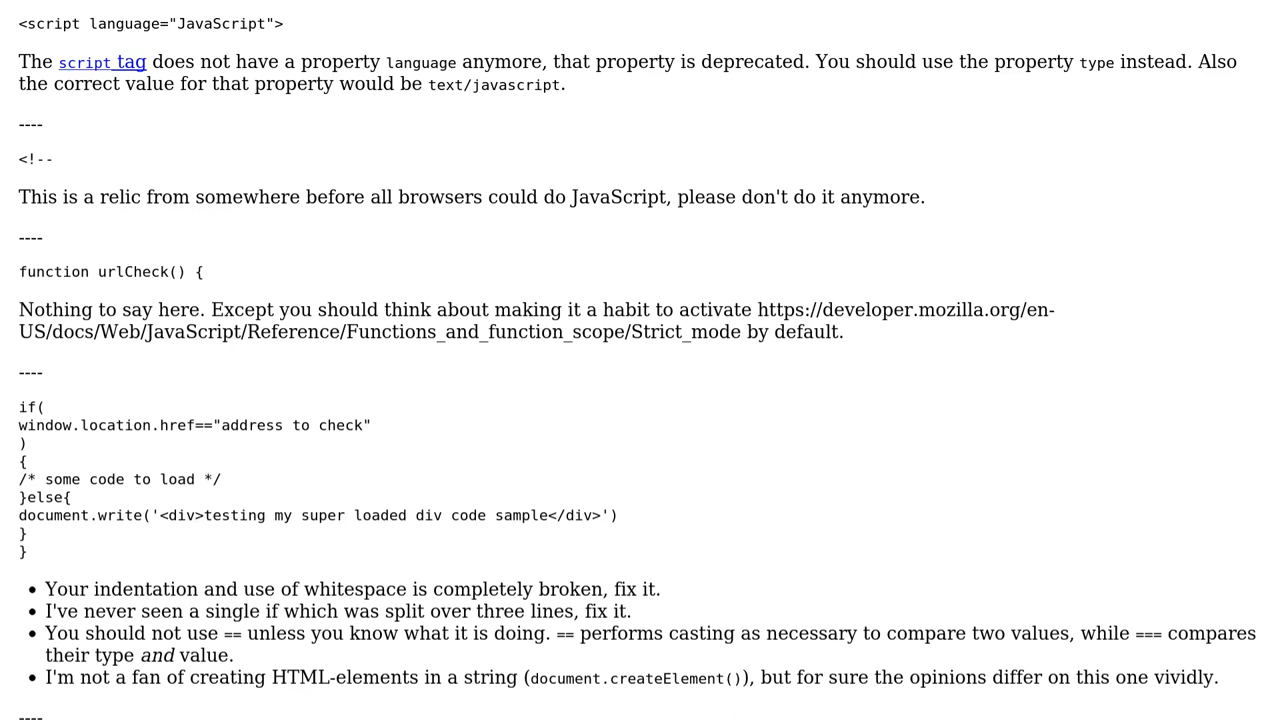 <script language="JavaScript">
The script tag does not have a property language anymore, that property is deprecated. You should use the property type instead. Also
the correct value for that property would be text/javascript.
----
<!--
This is a relic from somewhere before all browsers could do JavaScript, please don't do it anymore.
----
function urlCheck() {
Nothing to say here. Except you should think about making it a habit to activate https://developer.mozilla.org/en-
US/docs/Web/JavaScript/Reference/Functions_and_function_scope/Strict_mode by default.
----
if(
window.location.href=="address to check"
)
{
/* some code to load */
}else{
document.write('<div>testing my super loaded div code sample</div>')
}
}
• Your indentation and use of whitespace is completely broken, fix it.
• I've never seen a single if which was split over three lines, fix it.
• You should not use == unless you know what it is doing. == performs casting as necessary to compare two values, while === compares
their type and value.
• I'm not a fan of creating HTML-elements in a string (document.createElement()), but for sure the opinions differ on this one vividly.
----